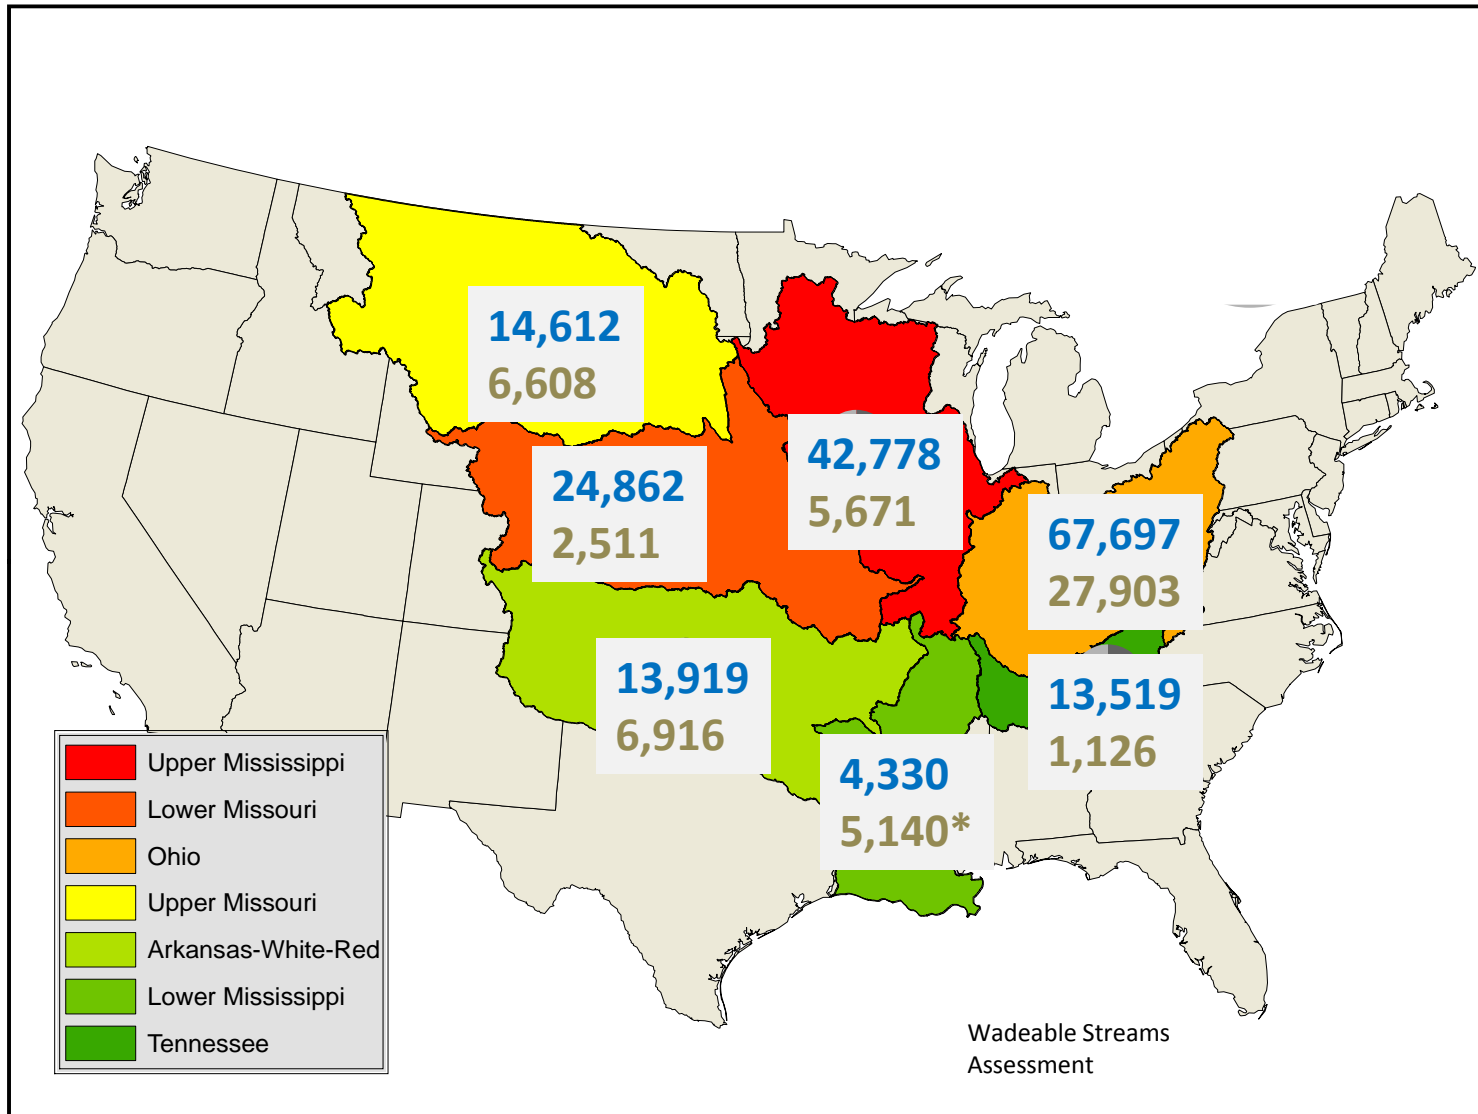 14,612
6,608
42,778
5,671
24,862
2,511
67,697
27,903
13,919
6,916
13,519
1,126
4,330
5,140*
Upper Mississippi
Lower Missouri
Ohio
Upper Missouri
Arkansas-White-Red
Lower Mississippi
Tennessee
Wadeable Streams
Assessment